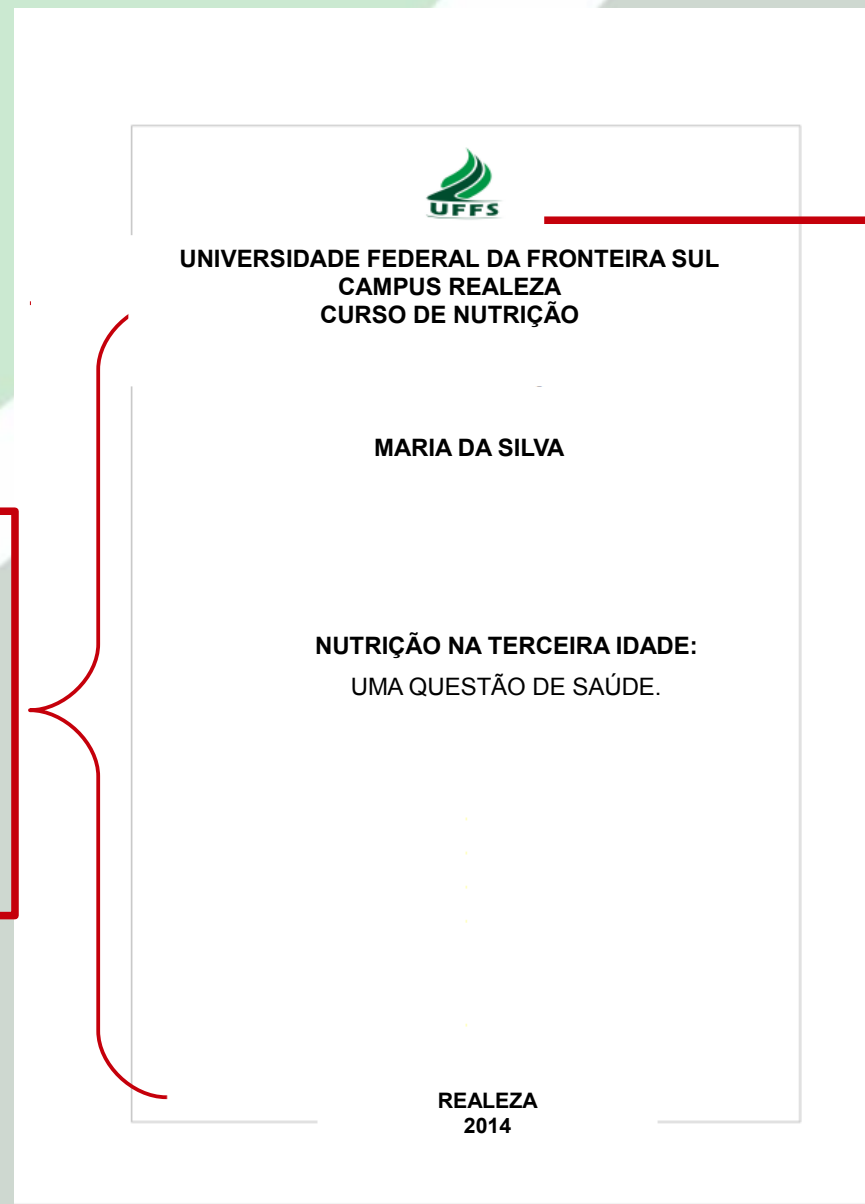 UFFS
UNIVERSIDADE FEDERAL DA FRONTEIRA SUL
CAMPUS REALEZA
CURSO DE NUTRIÇÃO
MARIA DA SILVA
NUTRIÇÃO NA TERCEIRA IDADE:
UMA QUESTÃO DE SAÚDE.
REALEZA
2014